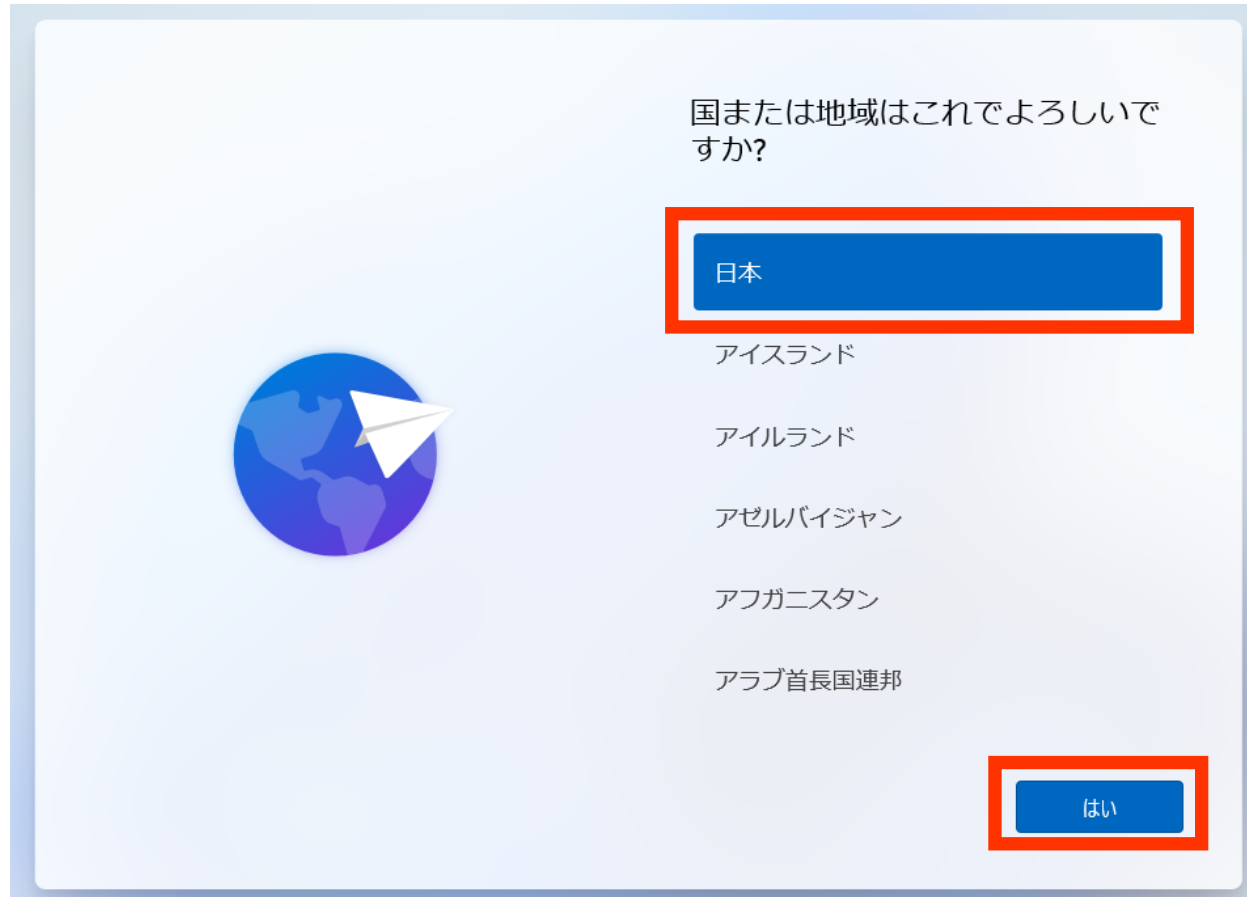 国または地域はこれでよろしいで
すか?
日本
アイスランド
アイルランド
アゼルバイジャン
アフガニスタン
アラブ首長国連邦
はい